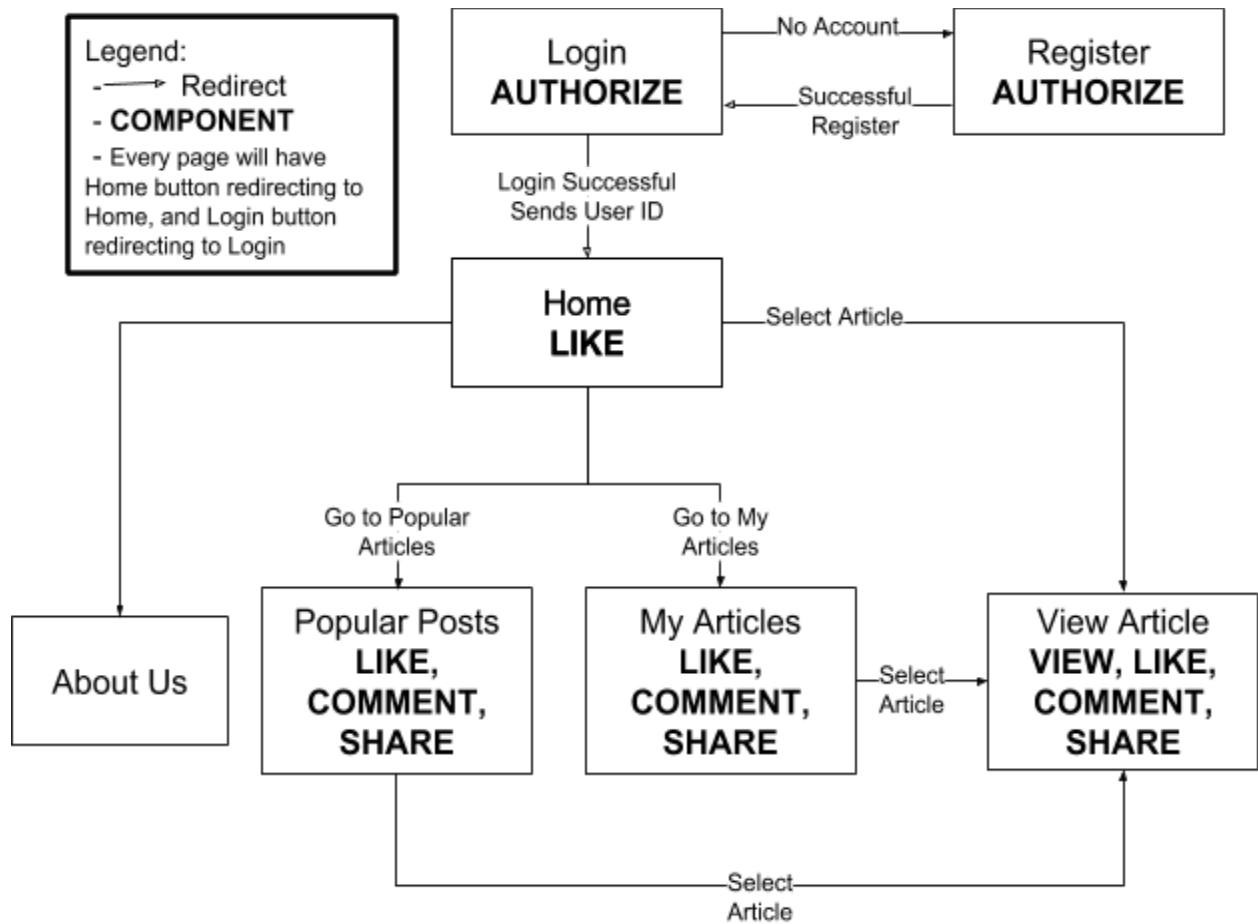 Legend:
- Redirect
- COMPONENT
- Every page will have
Home button redirecting to
Home, and Login button
redirecting to Login
Login
AUTHORIZE
No Account
Successful
Register
Register
AUTHORIZE
Login Successful
Sends User ID
Home
LIKE
Select Article
Go to Popular
Articles
Go to My
Articles
About Us
Popular Posts
LIKE,
COMMENT,
SHARE
My Articles
LIKE,
COMMENT,
SHARE
Select
Article
View Article
VIEW, LIKE,
COMMENT,
SHARE
Select
Article